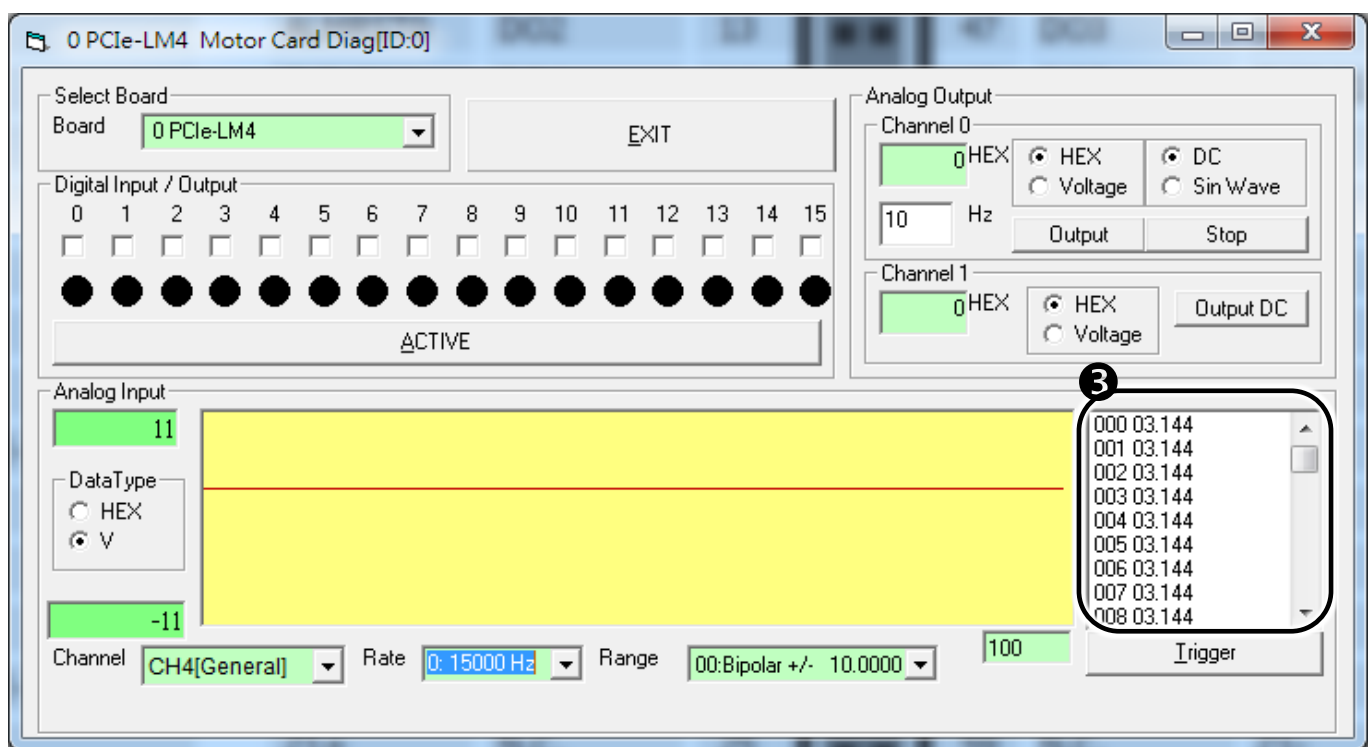 0 PCIe-LM4 Motor Card Diag[ID:0]
Select Board
Board 0 PCIe-LM4
EXIT
Digital Input / Output
0 1 2 3 4 5 6 7 8 9 10 11 12 13 14 15
ACTIVE
Analog Output
Channel 0
0 HEX
HEX
Voltage
DC
Sin Wave
10 Hz
Output
Stop
Channel 1
0 HEX
HEX
Voltage
Output DC
Analog Input
11
DataType
HEX
V
-11
3
000 03.144
001 03.144
002 03.144
003 03.144
004 03.144
005 03.144
006 03.144
007 03.144
008 03.144
Channel CH4[General] Rate 0: 15000 Hz Range 00:Bipolar +/- 10.0000
100
Trigger